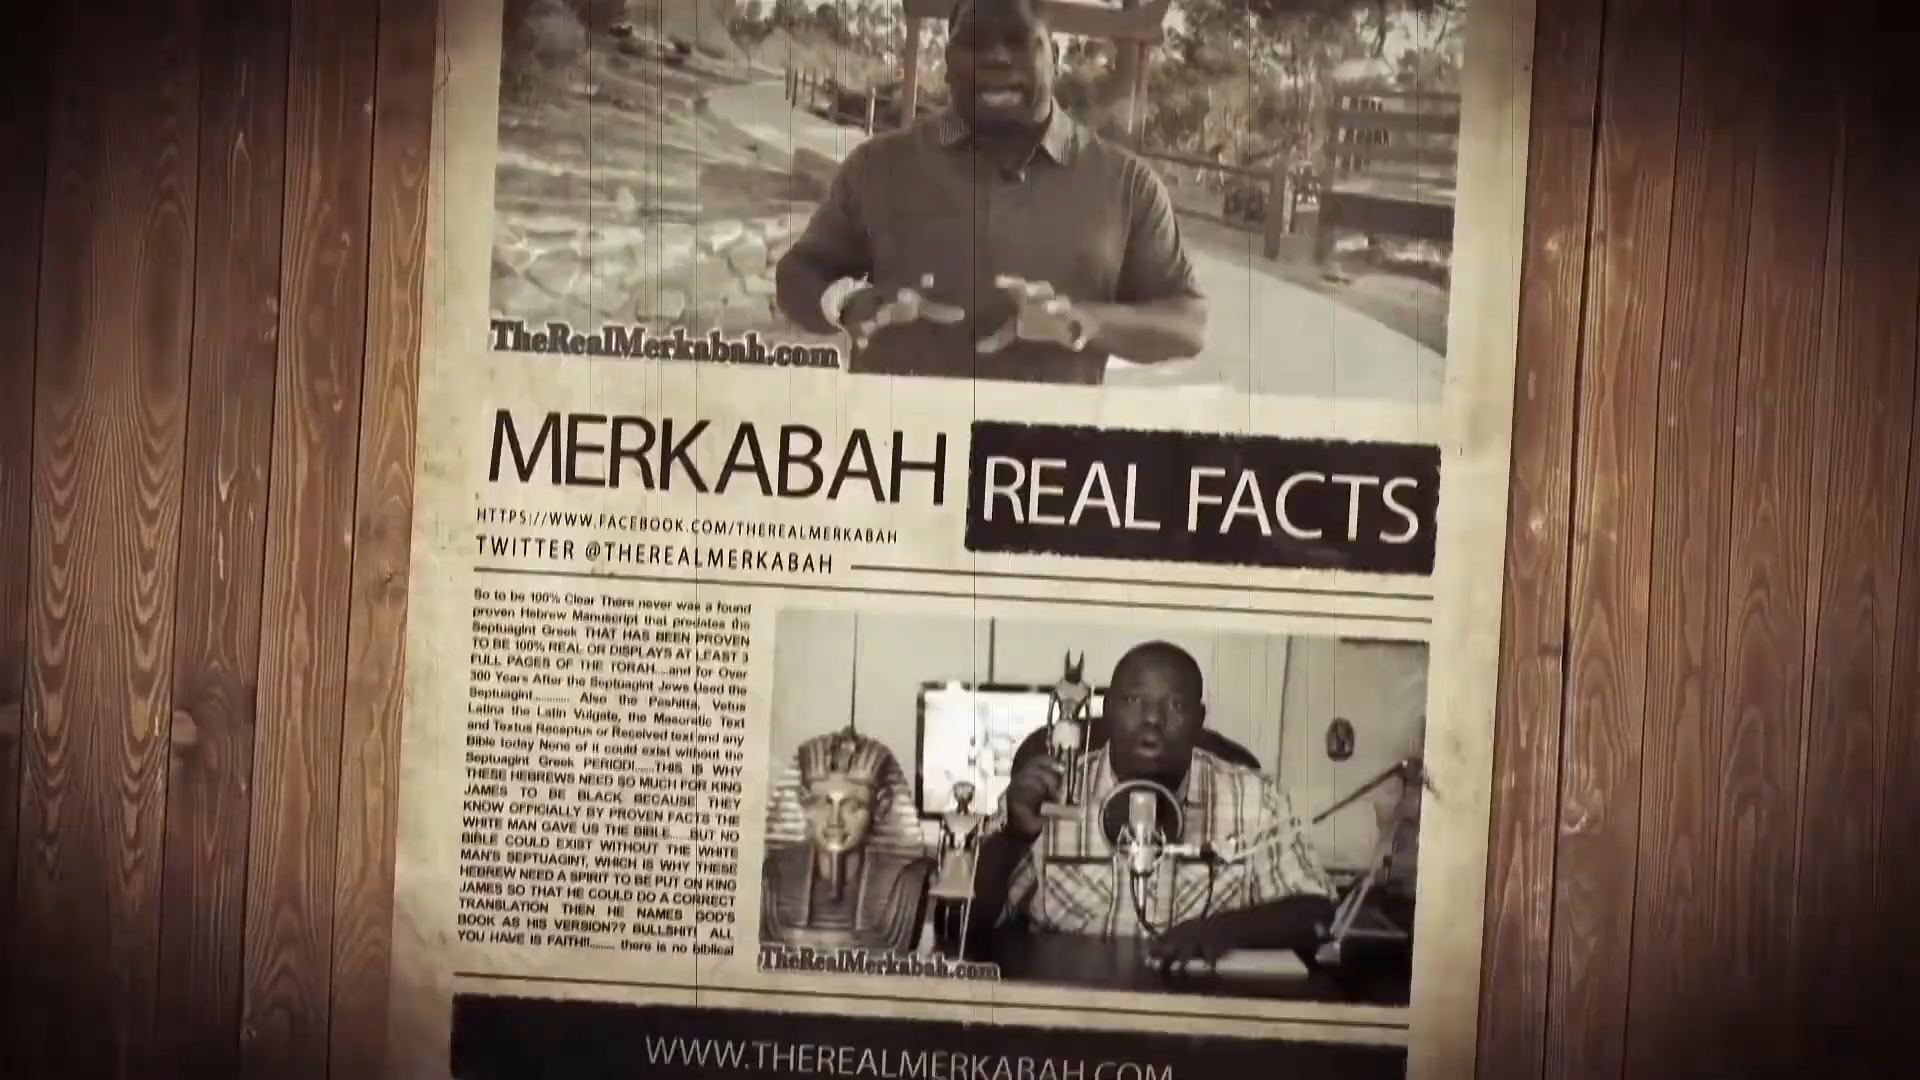 TheRealMerkabah.com
MERKABAH
REAL FACTS
HTTPS://WWW.FACEBOOK.COM/THEREALMERKABAH
TWITTER @THEREALMERKABAH
So to be 100% Clear There never was a found
proven Hebrew Manuscript that predates the
Septuagint Greek THAT HAS BEEN PROVEN
TO BE 100% REAL OR DISPLAYS AT LEAST 3
FULL PAGES OF THE TORAH....and for Over
300 Years After the Septuagint Jews Used the
Septuagint............ Also the Peshitta, Vetus
Latina the Latin Vulgate, the Masoratic Text
and Textus Receptus or Received text and any
Bible today None of it could exist without the
Septuagint Greek PERIOD!.....THIS IS WHY
THESE HEBREWS NEED SO MUCH FOR KING
JAMES TO BE BLACK BECAUSE THEY
KNOW OFFICIALLY BY PROVEN FACTS THE
WHITE MAN GAVE US THE BIBLE......BUT NO
BIBLE COULD EXIST WITHOUT THE WHITE
MAN'S SEPTUAGINT, WHICH IS WHY THESE
HEBREW NEED A SPIRIT TO BE PUT ON KING
JAMES SO THAT HE COULD DO A CORRECT
TRANSLATION THEN HE NAMES GOD'S
BOOK AS HIS VERSION?? BULLSHIT! ALL
YOU HAVE IS FAITH!!........ there is no biblical
TheRealMerkabah.com
WWW.THEREALMERKABAH.COM